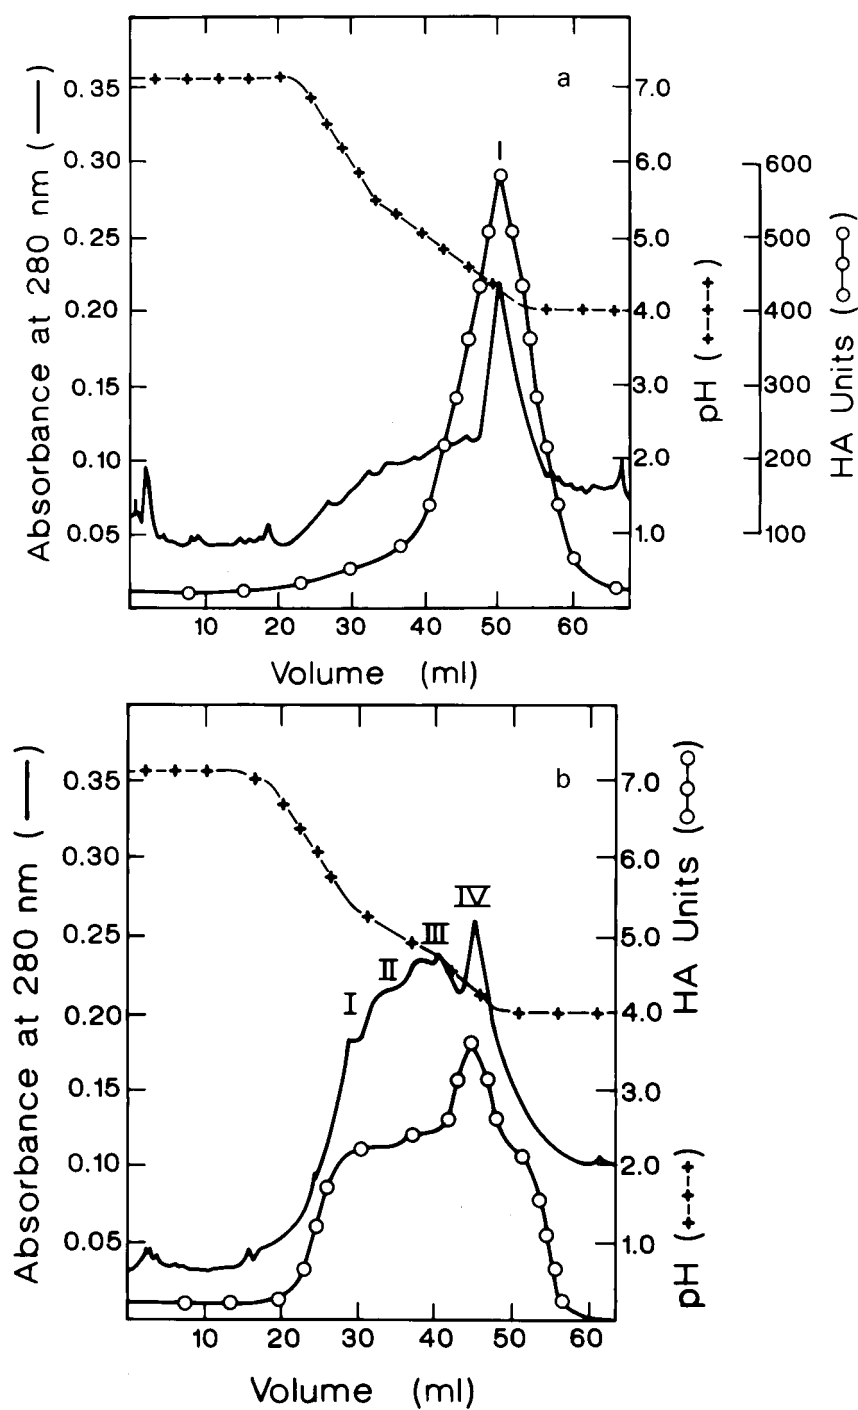 a
Absorbance at 280 nm (——)
0.35
0.30
0.25
0.20
0.15
0.10
0.05
I
7.0
6.0
5.0
4.0
3.0
2.0
1.0
pH (+--+--+)
600
500
400
300
200
100
HA Units (o-o-o)
10 20 30 40 50 60
Volume (ml)
b
Absorbance at 280 nm (——)
0.35
0.30
0.25
0.20
0.15
0.10
0.05
I
II
III
IV
7.0
6.0
5.0
4.0
3.0
2.0
1.0
HA Units (o-o-o)
pH (+--+--+)
10 20 30 40 50 60
Volume (ml)